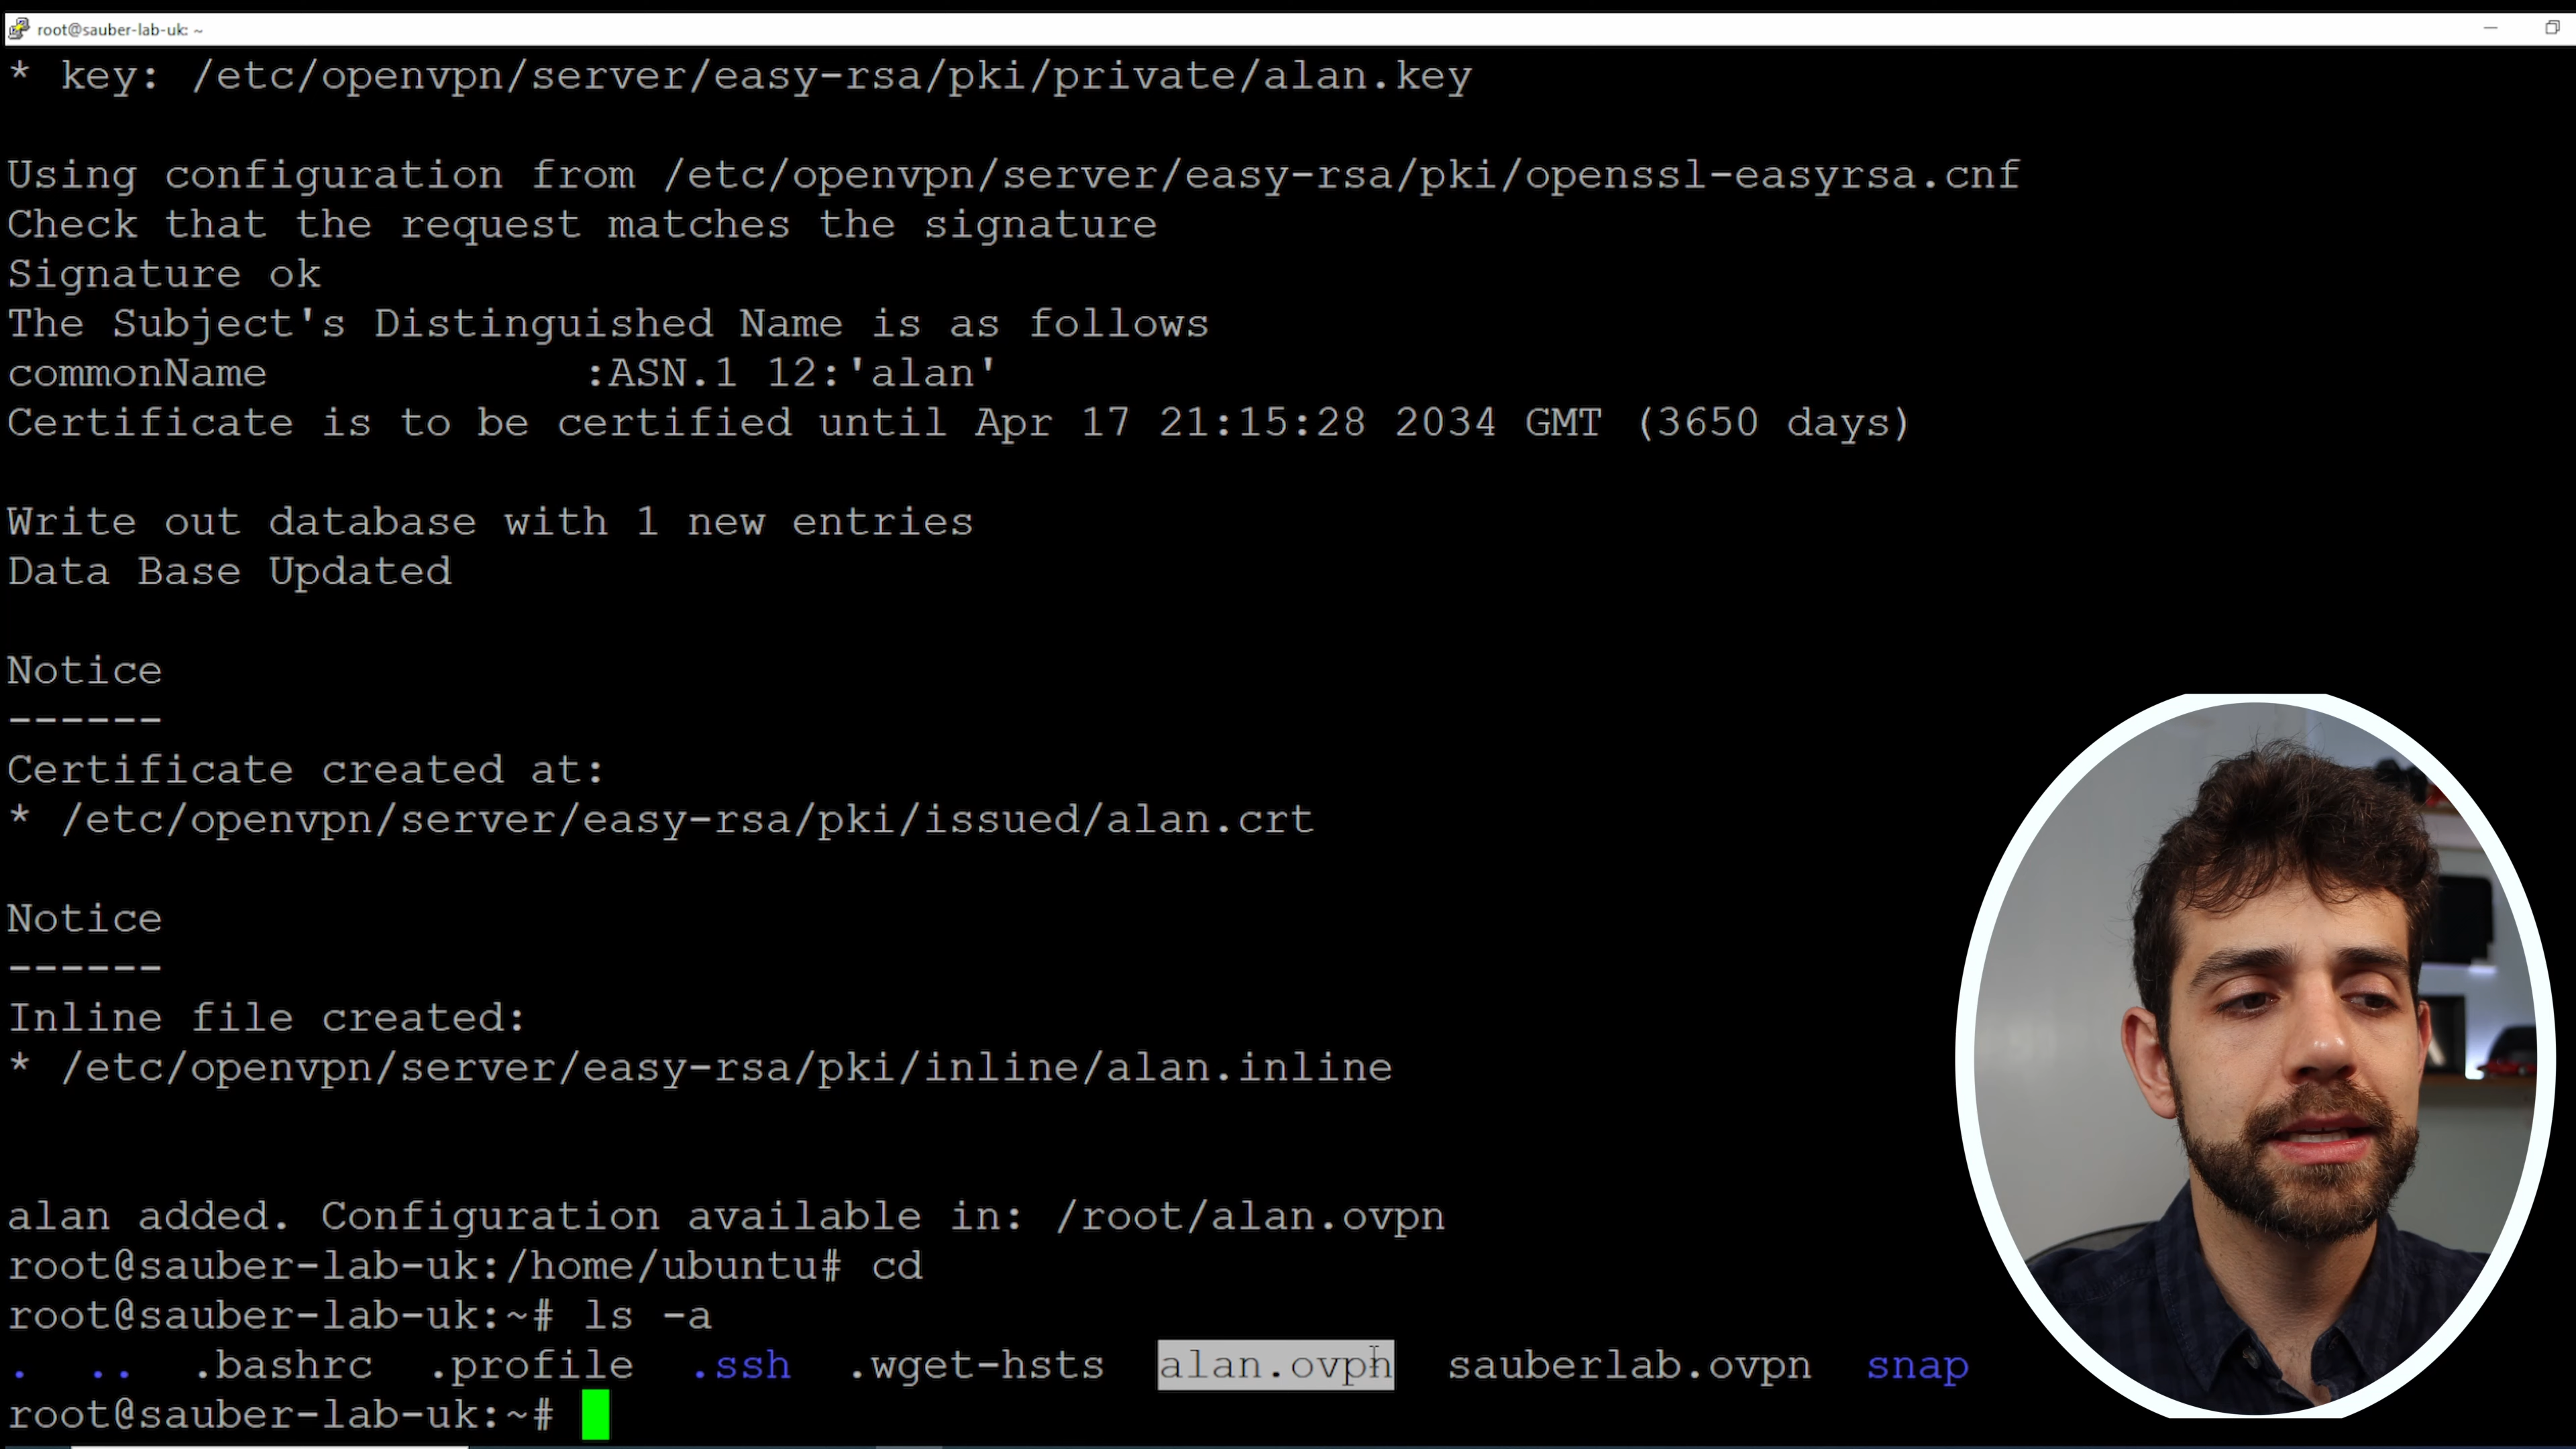 root@sauber-lab-uk: ~
* key: /etc/openvpn/server/easy-rsa/pki/private/alan.key
Using configuration from /etc/openvpn/server/easy-rsa/pki/openssl-easyrsa.cnf
Check that the request matches the signature
Signature ok
The Subject's Distinguished Name is as follows
commonName            :ASN.1 12:'alan'
Certificate is to be certified until Apr 17 21:15:28 2034 GMT (3650 days)
Write out database with 1 new entries
Data Base Updated
Notice
------
Certificate created at:
* /etc/openvpn/server/easy-rsa/pki/issued/alan.crt
Notice
------
Inline file created:
* /etc/openvpn/server/easy-rsa/pki/inline/alan.inline
alan added. Configuration available in: /root/alan.ovpn
root@sauber-lab-uk:/home/ubuntu# cd
root@sauber-lab-uk:~# ls -a
.  ..  .bashrc  .profile  .ssh  .wget-hsts  alan.ovpn  sauberlab.ovpn  snap
root@sauber-lab-uk:~#